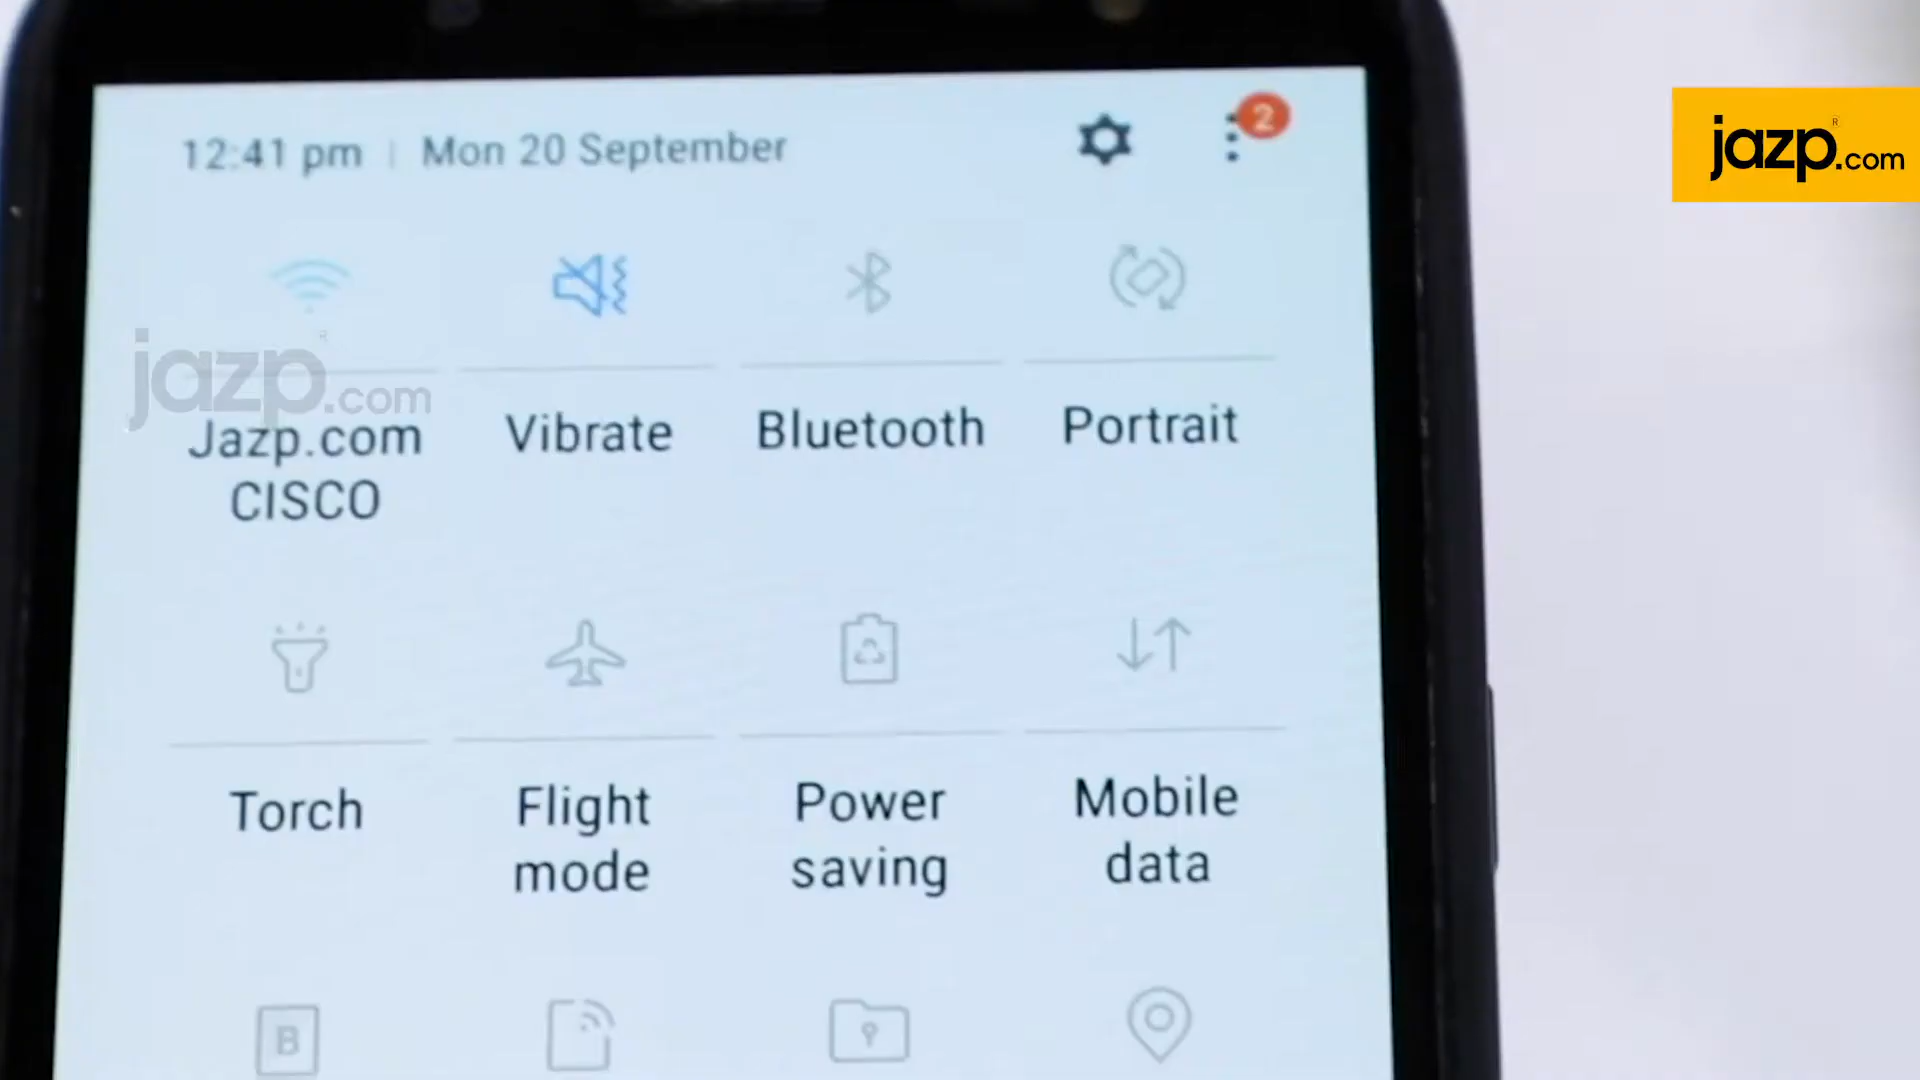 12:41 pm | Mon 20 September
2
jazp.com
jazp.com
Jazp.com
CISCO
Vibrate
Bluetooth
Portrait
Torch
Flight
mode
Power
saving
Mobile
data
B